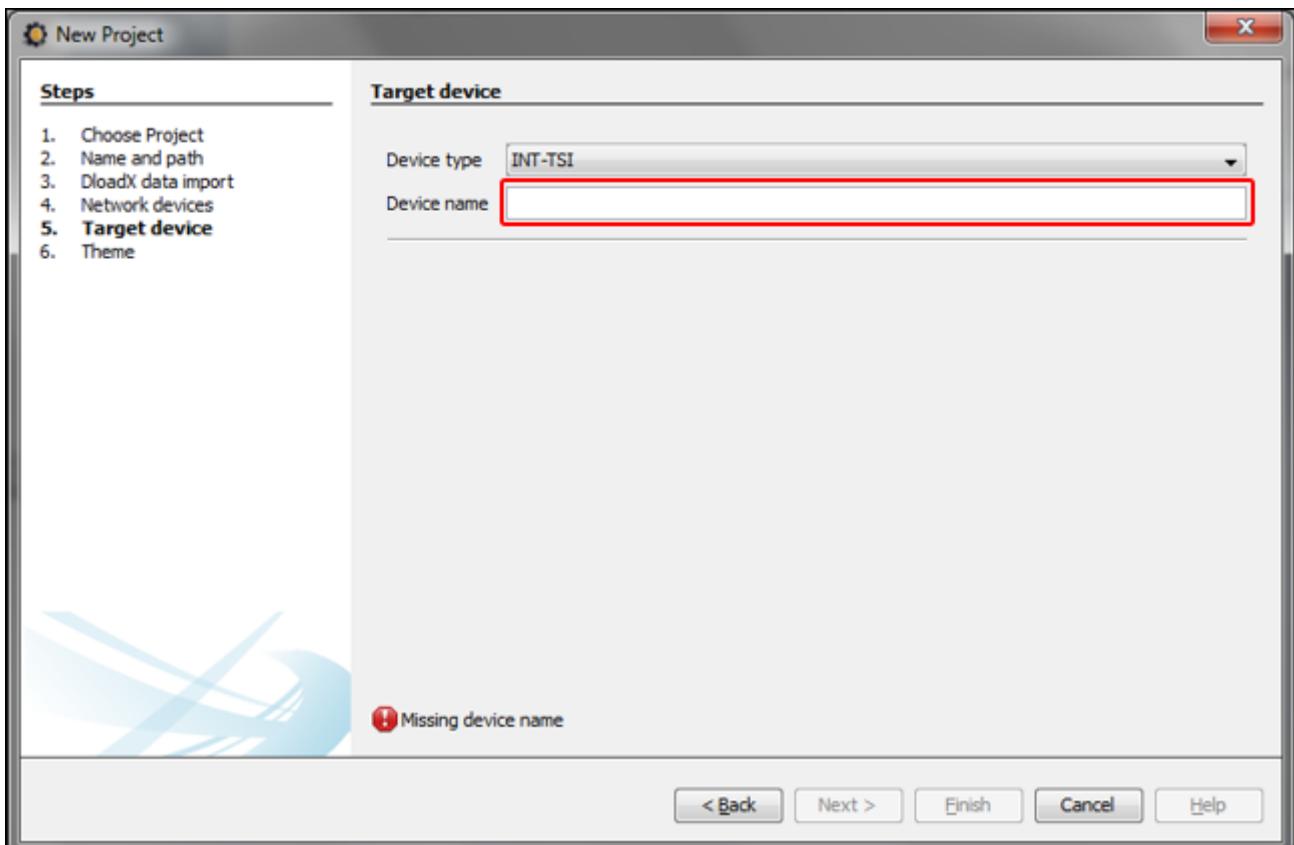 New Project
Steps
1. Choose Project
2. Name and path
3. DloadX data import
4. Network devices
5. Target device
6. Theme
Target device
Device type INT-TSI
Device name
Missing device name
< Back Next > Finish Cancel Help